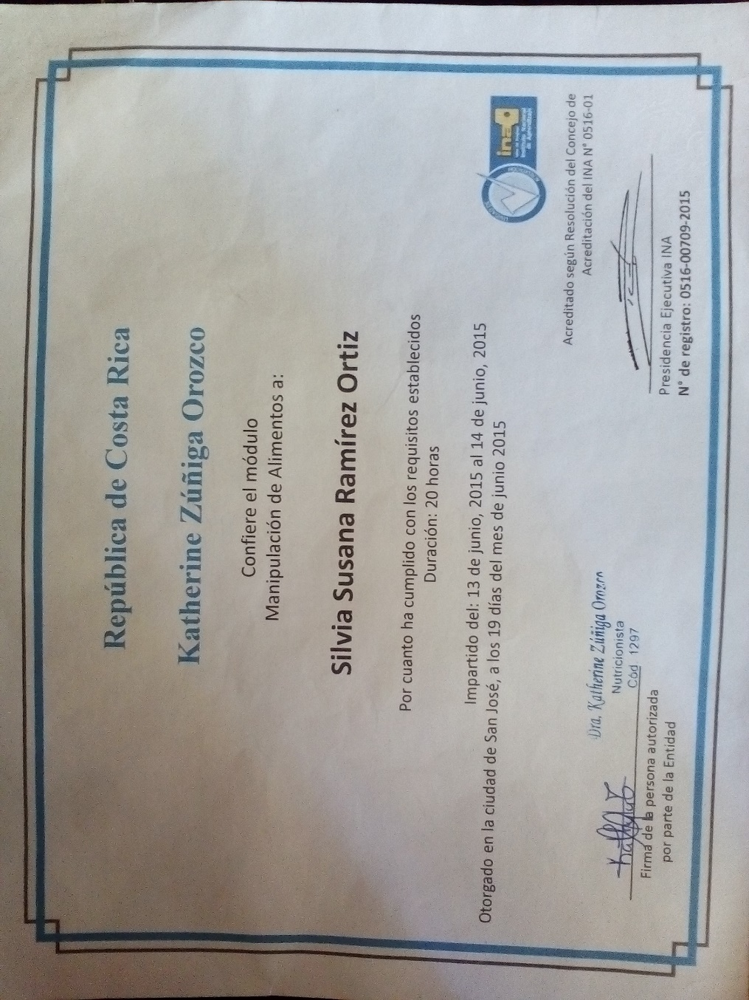 República de Costa Rica
Katherine Zúñiga Orozco
Confiere el módulo
Manipulación de Alimentos a:
Silvia Susana Ramírez Ortiz
Por cuanto ha cumplido con los requisitos establecidos
Duración: 20 horas
Impartido del: 13 de junio, 2015 al 14 de junio, 2015
Otorgado en la ciudad de San José, a los 19 días del mes de junio 2015
ina
Instituto Nacional
de Aprendizaje
Acreditado según Resolución del Concejo de
Acreditación del INA N° 0516-01
Dra. Katherine Zúñiga Orozco
Nutricionista
Cód. 1297
Firma de la persona autorizada
por parte de la Entidad
Presidencia Ejecutiva INA
N° de registro: 0516-00709-2015